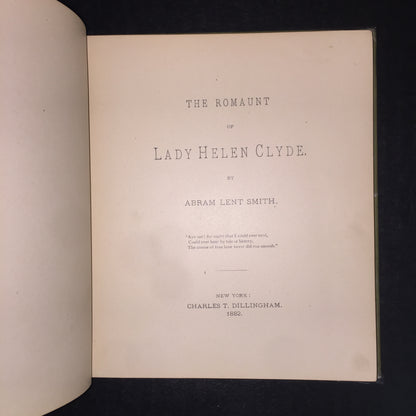 THE ROMAUNT
OF
LADY HELEN CLYDE.
BY
ABRAM LENT SMITH.
"Aye me! for aught that I could ever read,
Could ever hear by tale or history,
The course of true love never did run smooth."
NEW YORK:
CHARLES T. DILLINGHAM.
1882.